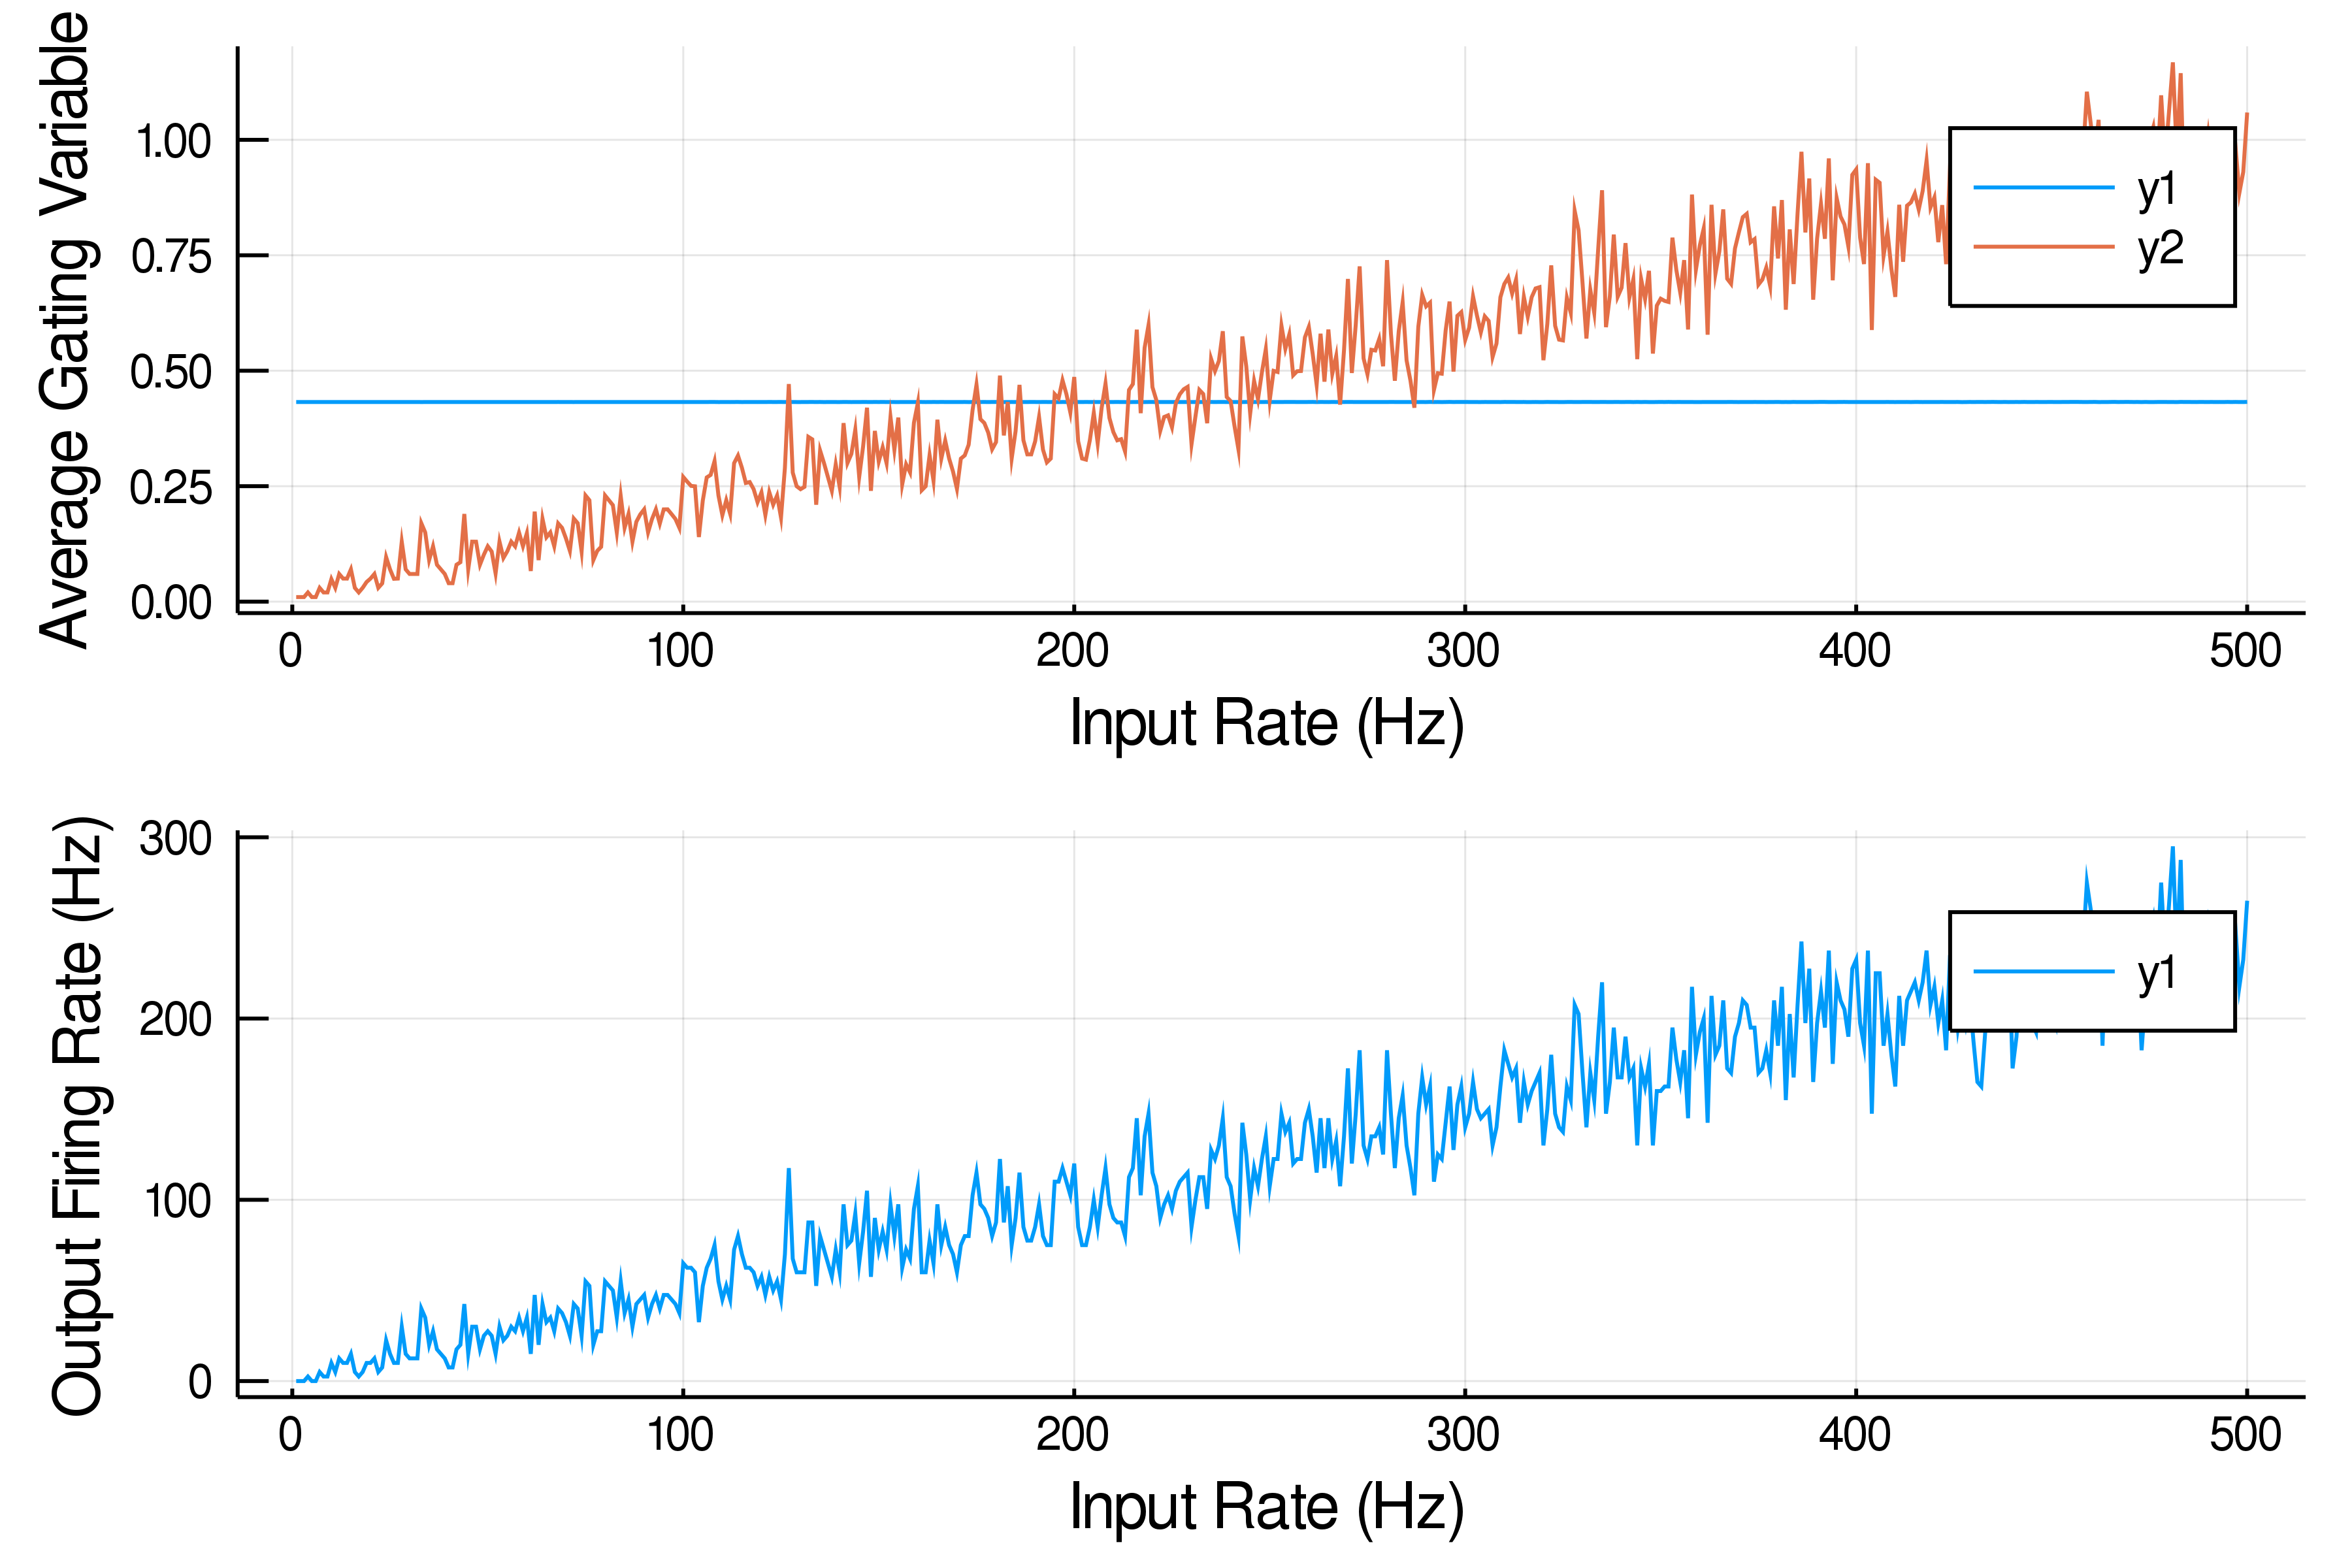 Average Gating Variable
1.00
0.75
0.50
0.25
0.00
y1
y2
0 100 200 300 400 500
Input Rate (Hz)
Output Firing Rate (Hz)
300
200
100
0
y1
0 100 200 300 400 500
Input Rate (Hz)